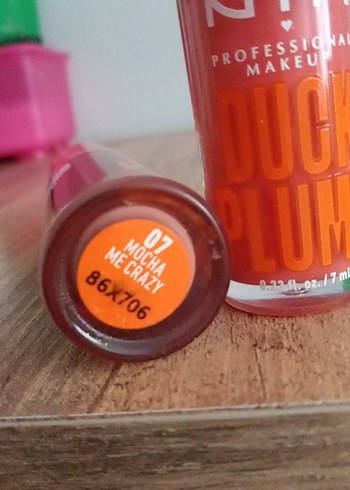 07
MOCHA
ME CRAZY
86X706
PROFESSIONAL
MAKEUP
DUCK
PLUM
0.23 fl. oz. / 7 ml